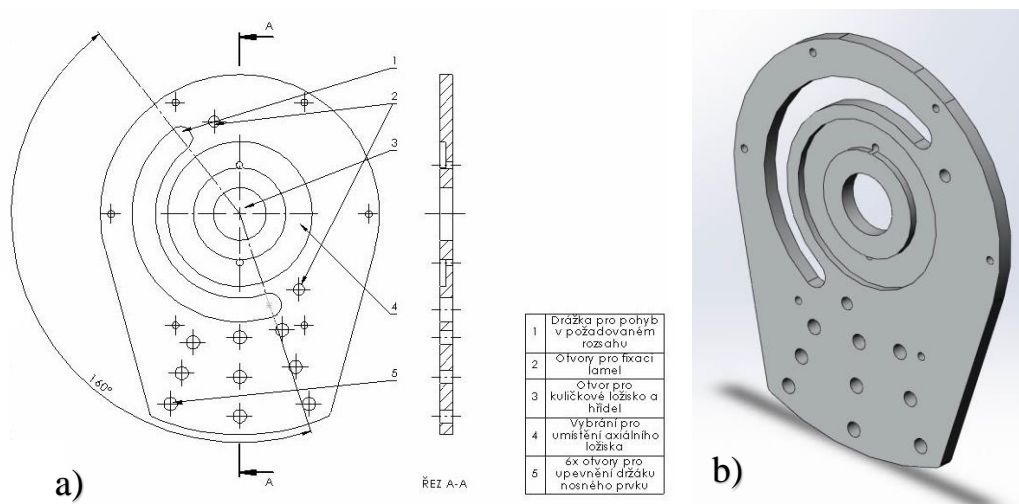 A
1
2
3
4
5
160°
A
a)
ŘEZ A-A
1 Drážka pro pohyb
v požadovaném
rozsahu
2 Otvory pro fixaci
lamel
3 Otvor pro
kuličkové ložisko a
hřídel
4 Vybrání pro
umístění axiálního
ložiska
5 6x otvory pro
upevnění držáku
nosného prvku
b)